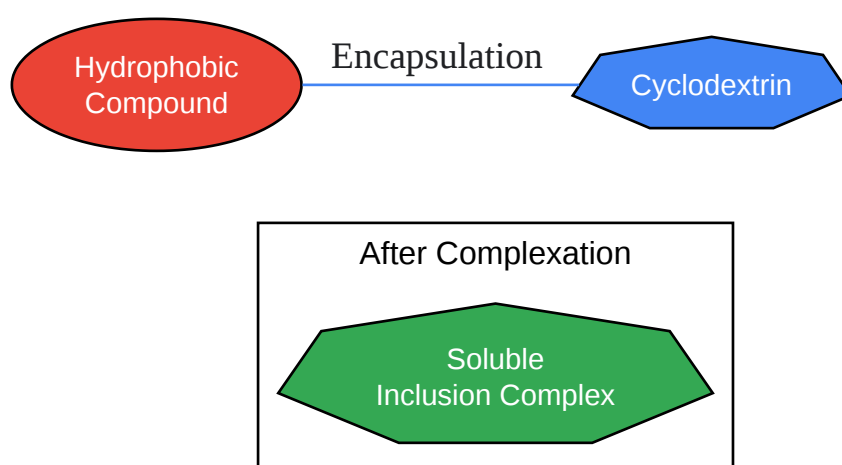 Hydrophobic
Compound
Encapsulation
Cyclodextrin
After Complexation
Soluble
Inclusion Complex